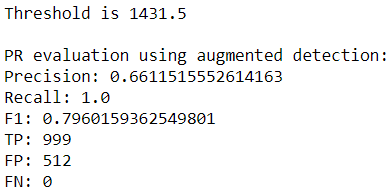 Threshold is 1431.5
PR evaluation using augmented detection:
Precision: 0.6611515552614163
Recall: 1.0
F1: 0.7960159362549801
TP: 999
FP: 512
FN: 0